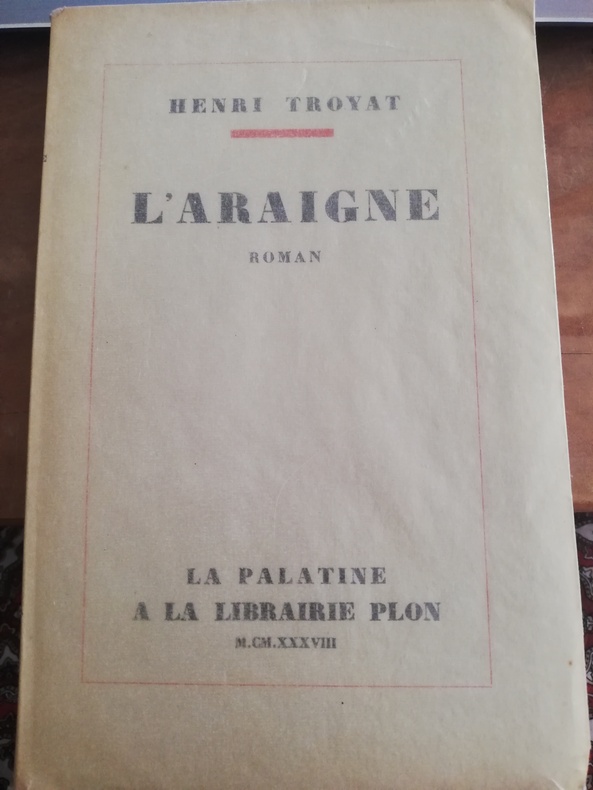 HENRI TROYAT
L'ARAIGNE
ROMAN
LA PALATINE
A LA LIBRAIRIE PLON
M.CM.XXXVIII